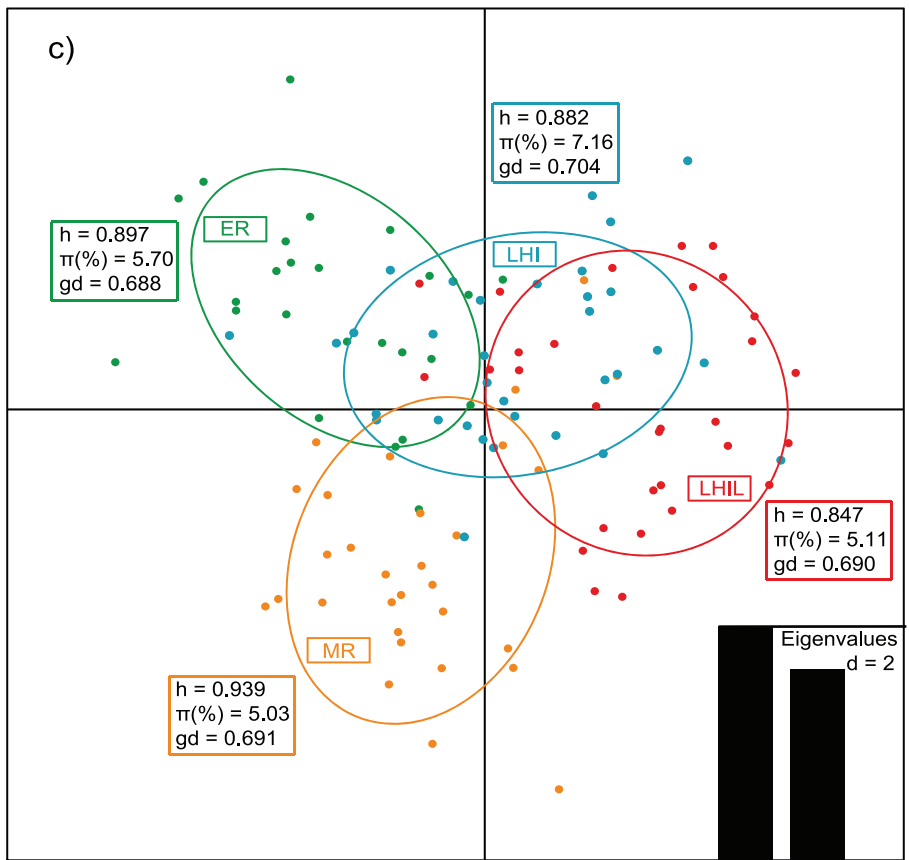 c)
h = 0.882
π(%) = 7.16
gd = 0.704
ER
h = 0.897
π(%) = 5.70
gd = 0.688
LHI
LHIL
h = 0.847
π(%) = 5.11
gd = 0.690
MR
h = 0.939
π(%) = 5.03
gd = 0.691
Eigenvalues
d = 2